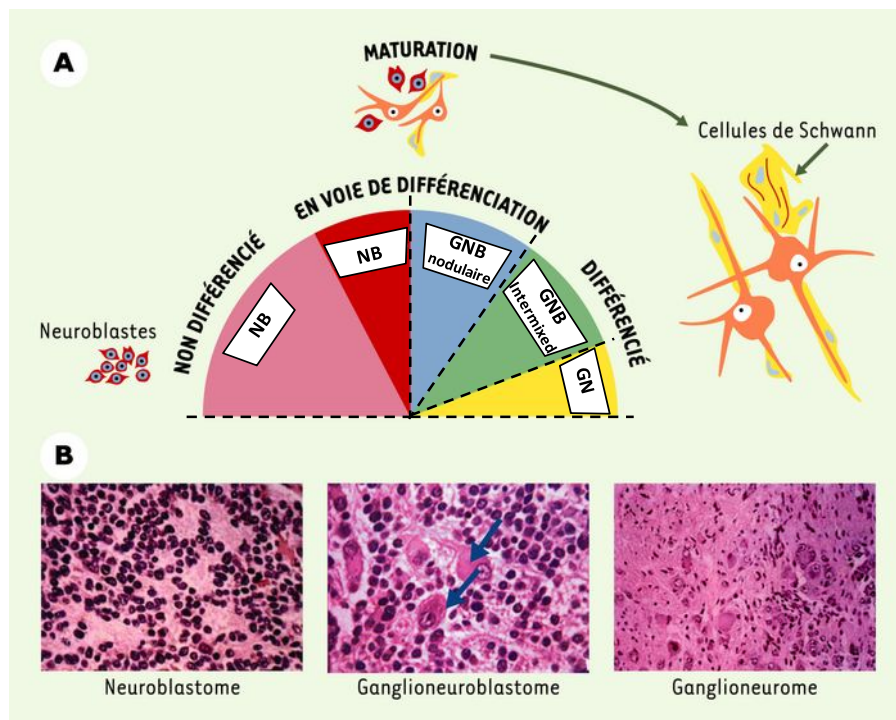 A
MATURATION
Cellules de Schwann
EN VOIE DE DIFFÉRENCIATION
NON DIFFÉRENCIÉ
DIFFÉRENCIÉ
Neuroblastes
NB
NB
GNB
nodulaire
GNB
Intermixed
GN
B
Neuroblastome
Ganglioneuroblastome
Ganglioneurome